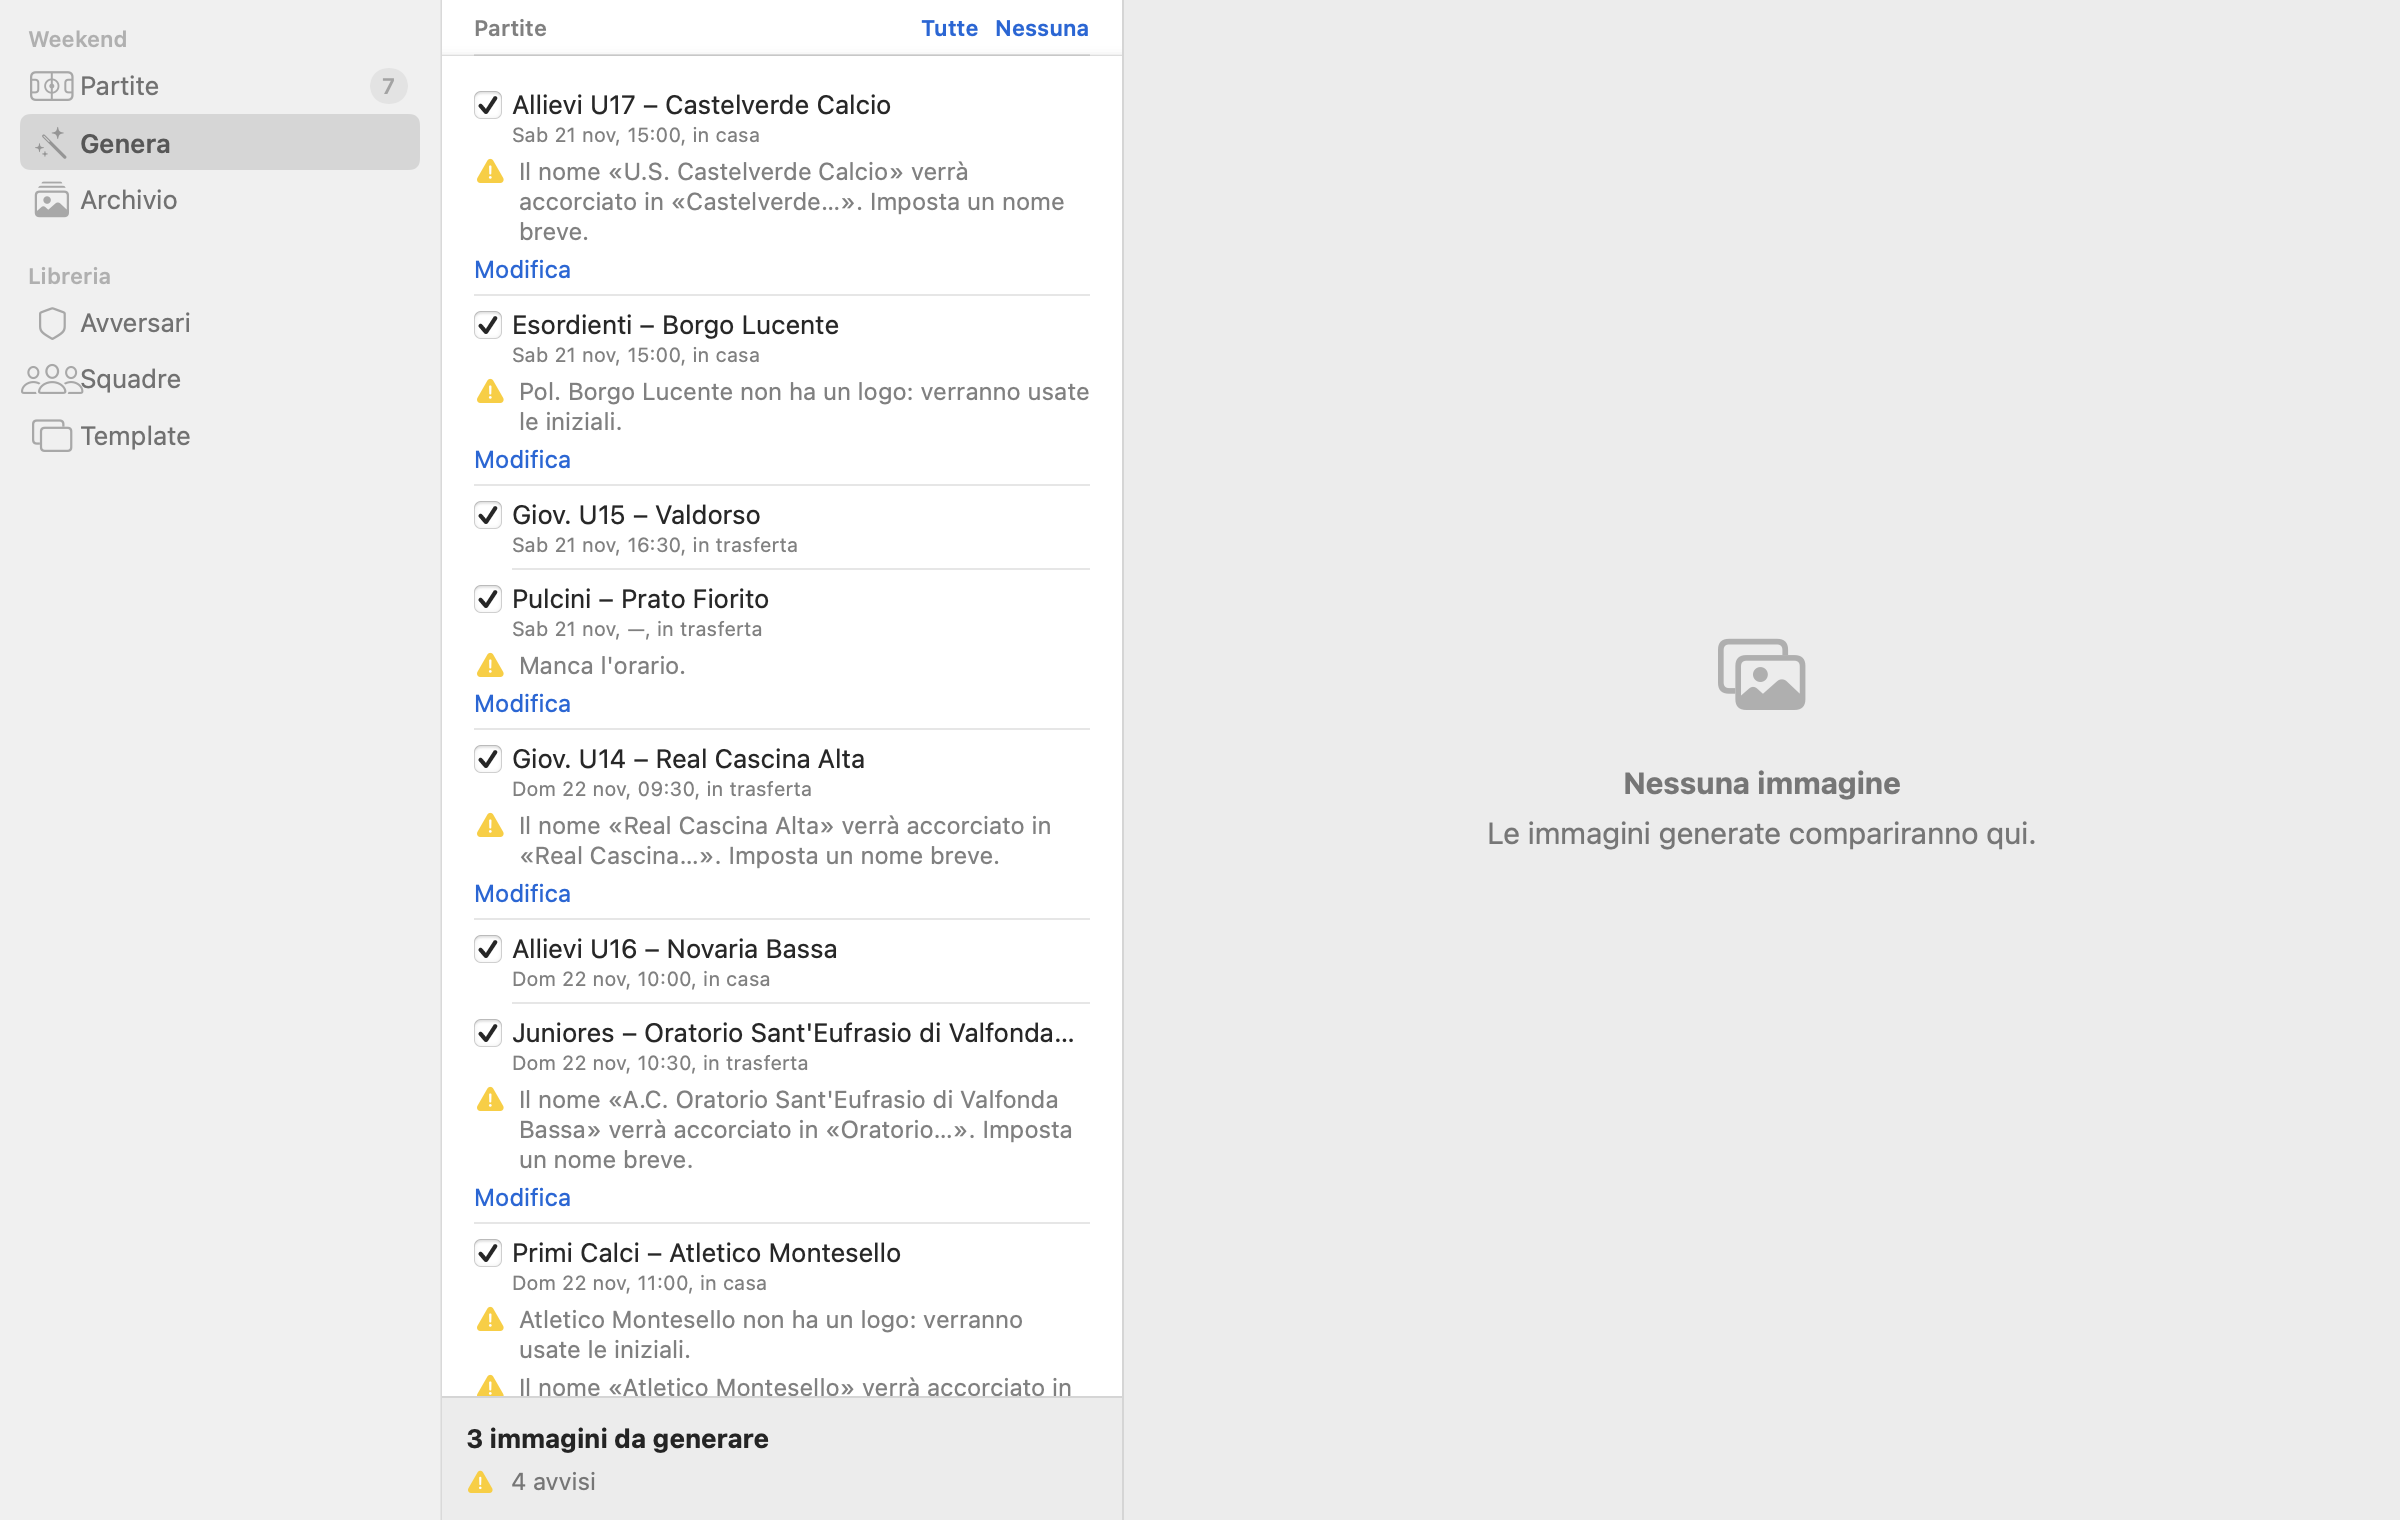 Weekend
Partite
7
Genera
Archivio
Libreria
Avversari
Squadre
Template
Partite
Tutte
Nessuna
Allievi U17 – Castelverde Calcio
Sab 21 nov, 15:00, in casa
Il nome «U.S. Castelverde Calcio» verrà
accorciato in «Castelverde…». Imposta un nome
breve.
Modifica
Esordienti – Borgo Lucente
Sab 21 nov, 15:00, in casa
Pol. Borgo Lucente non ha un logo: verranno usate
le iniziali.
Modifica
Giov. U15 – Valdorso
Sab 21 nov, 16:30, in trasferta
Pulcini – Prato Fiorito
Sab 21 nov, —, in trasferta
Manca l'orario.
Modifica
Giov. U14 – Real Cascina Alta
Dom 22 nov, 09:30, in trasferta
Il nome «Real Cascina Alta» verrà accorciato in
«Real Cascina…». Imposta un nome breve.
Modifica
Allievi U16 – Novaria Bassa
Dom 22 nov, 10:00, in casa
Juniores – Oratorio Sant'Eufrasio di Valfonda…
Dom 22 nov, 10:30, in trasferta
Il nome «A.C. Oratorio Sant'Eufrasio di Valfonda
Bassa» verrà accorciato in «Oratorio…». Imposta
un nome breve.
Modifica
Primi Calci – Atletico Montesello
Dom 22 nov, 11:00, in casa
Atletico Montesello non ha un logo: verranno
usate le iniziali.
Il nome «Atletico Montesello» verrà accorciato in
3 immagini da generare
4 avvisi
Nessuna immagine
Le immagini generate compariranno qui.